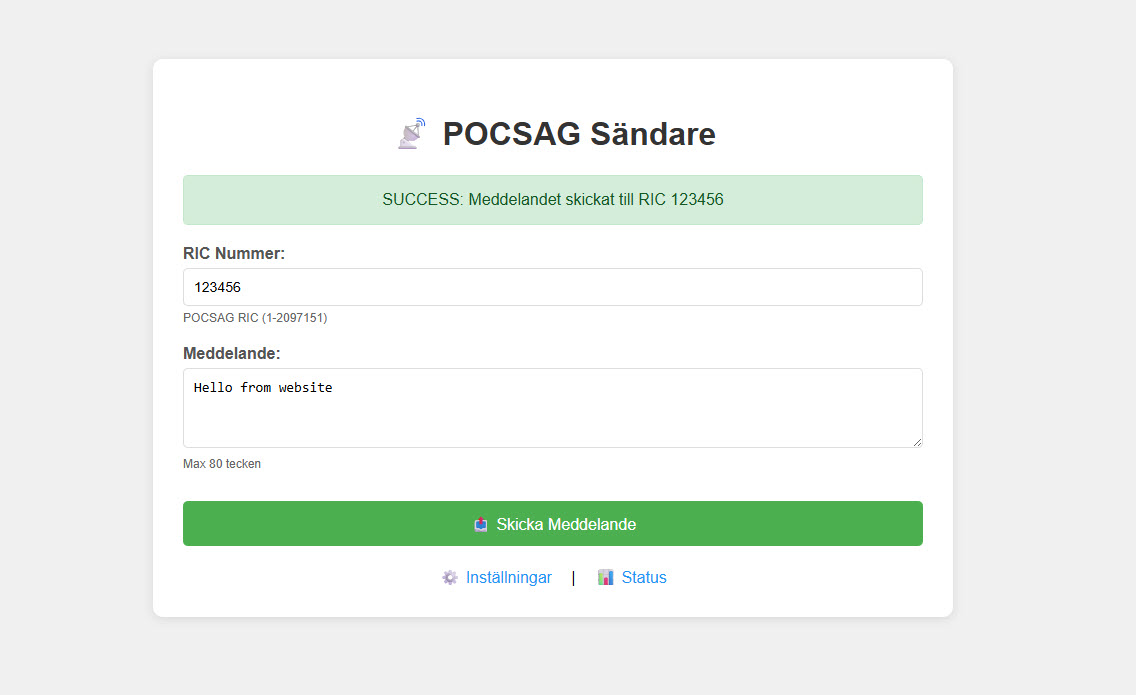 POCSAG Sändare
SUCCESS: Meddelandet skickat till RIC 123456
RIC Nummer:
123456
POCSAG RIC (1-2097151)
Meddelande:
Hello from website
Max 80 tecken
Skicka Meddelande
Inställningar | Status